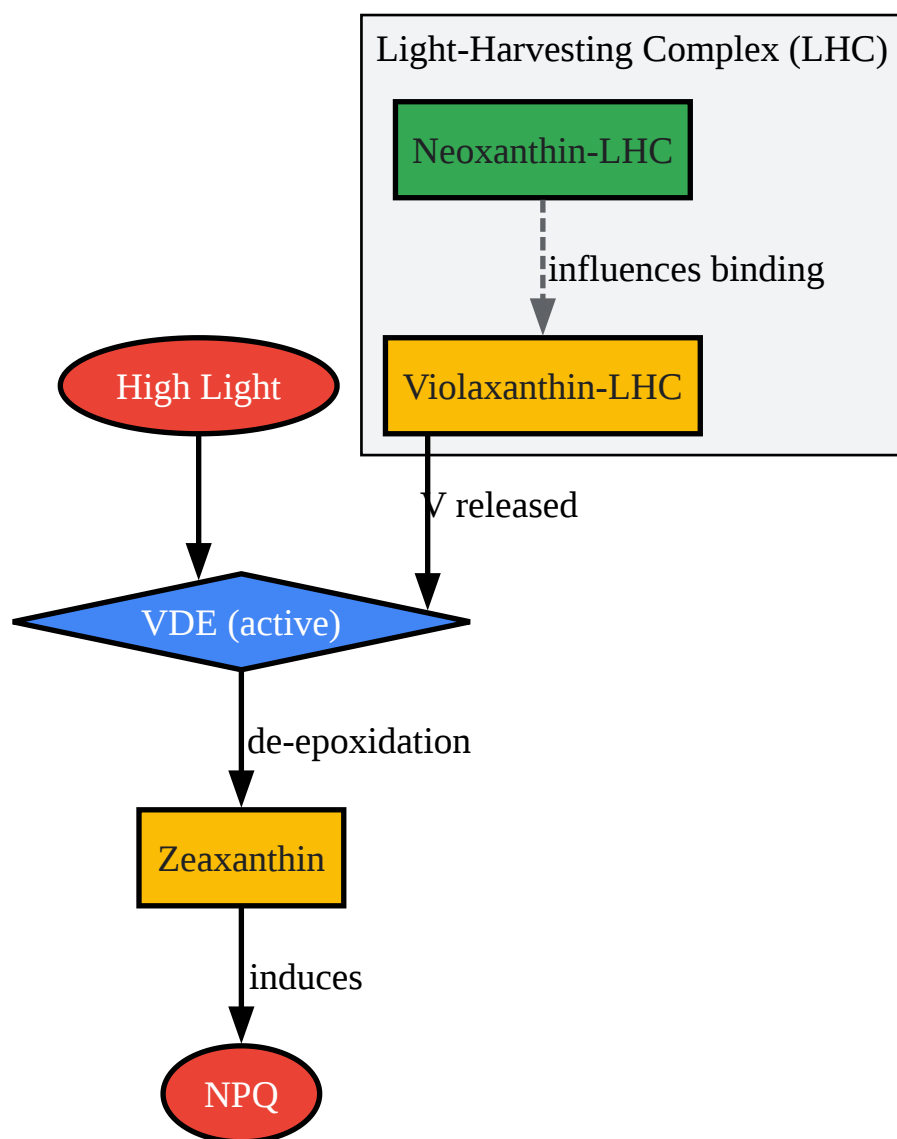 Light-Harvesting Complex (LHC)
Neoxanthin-LHC
influences binding
High Light
Violaxanthin-LHC
V released
VDE (active)
de-epoxidation
Zeaxanthin
induces
NPQ